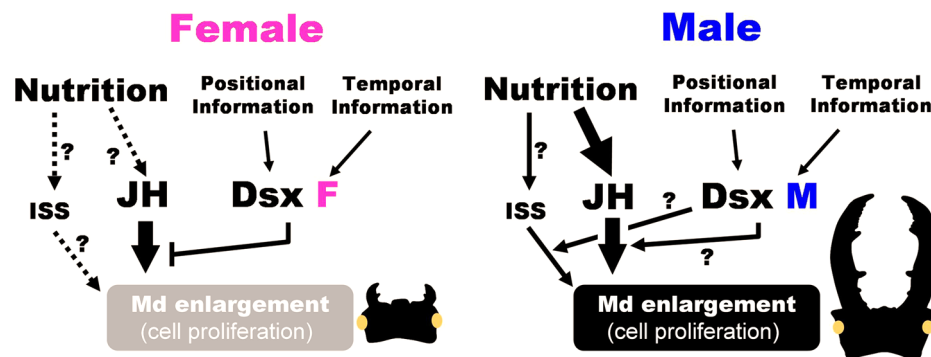 Female
Nutrition
Positional
Information
Temporal
Information
?
?
JH
Dsx F
ISS
?
Md enlargement
(cell proliferation)
Male
Nutrition
Positional
Information
Temporal
Information
?
JH
Dsx M
?
ISS
?
Md enlargement
(cell proliferation)